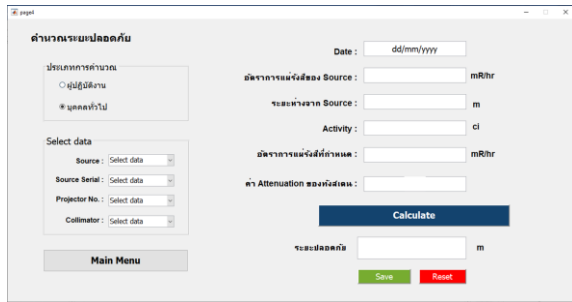 page4
คำนวณระยะปลอดภัย
ประเภทการคำนวณ
ผู้ปฏิบัติงาน
บุคคลทั่วไป
Select data
Source : Select data
Source Serial : Select data
Projector No. : Select data
Collimator : Select data
Main Menu
Date : dd/mm/yyyy
อัตราการแผ่รังสีของ Source : mR/hr
ระยะห่างจาก Source : m
Activity : ci
อัตราการแผ่รังสีที่กำหนด : mR/hr
ค่า Attenuation ของทังสเตน :
Calculate
ระยะปลอดภัย m
Save Reset